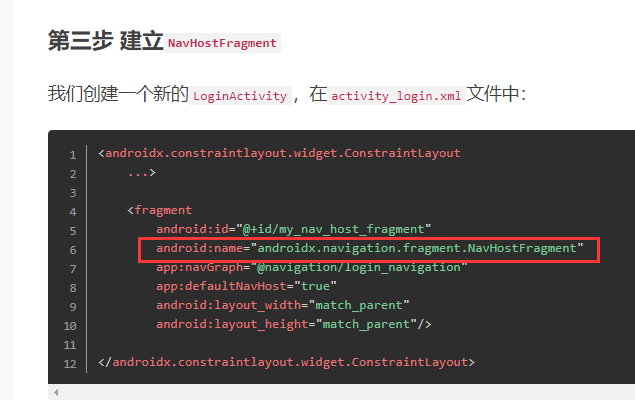 第三步 建立 NavHostFragment
我们创建一个新的 LoginActivity，在 activity_login.xml 文件中：
1 <androidx.constraintlayout.widget.ConstraintLayout
2 ...>
3
4 <fragment
5 android:id="@+id/my_nav_host_fragment"
6 android:name="androidx.navigation.fragment.NavHostFragment"
7 app:navGraph="@navigation/login_navigation"
8 app:defaultNavHost="true"
9 android:layout_width="match_parent"
10 android:layout_height="match_parent"/>
11
12 </androidx.constraintlayout.widget.ConstraintLayout>